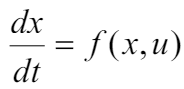 dx/dt = f(x,u)